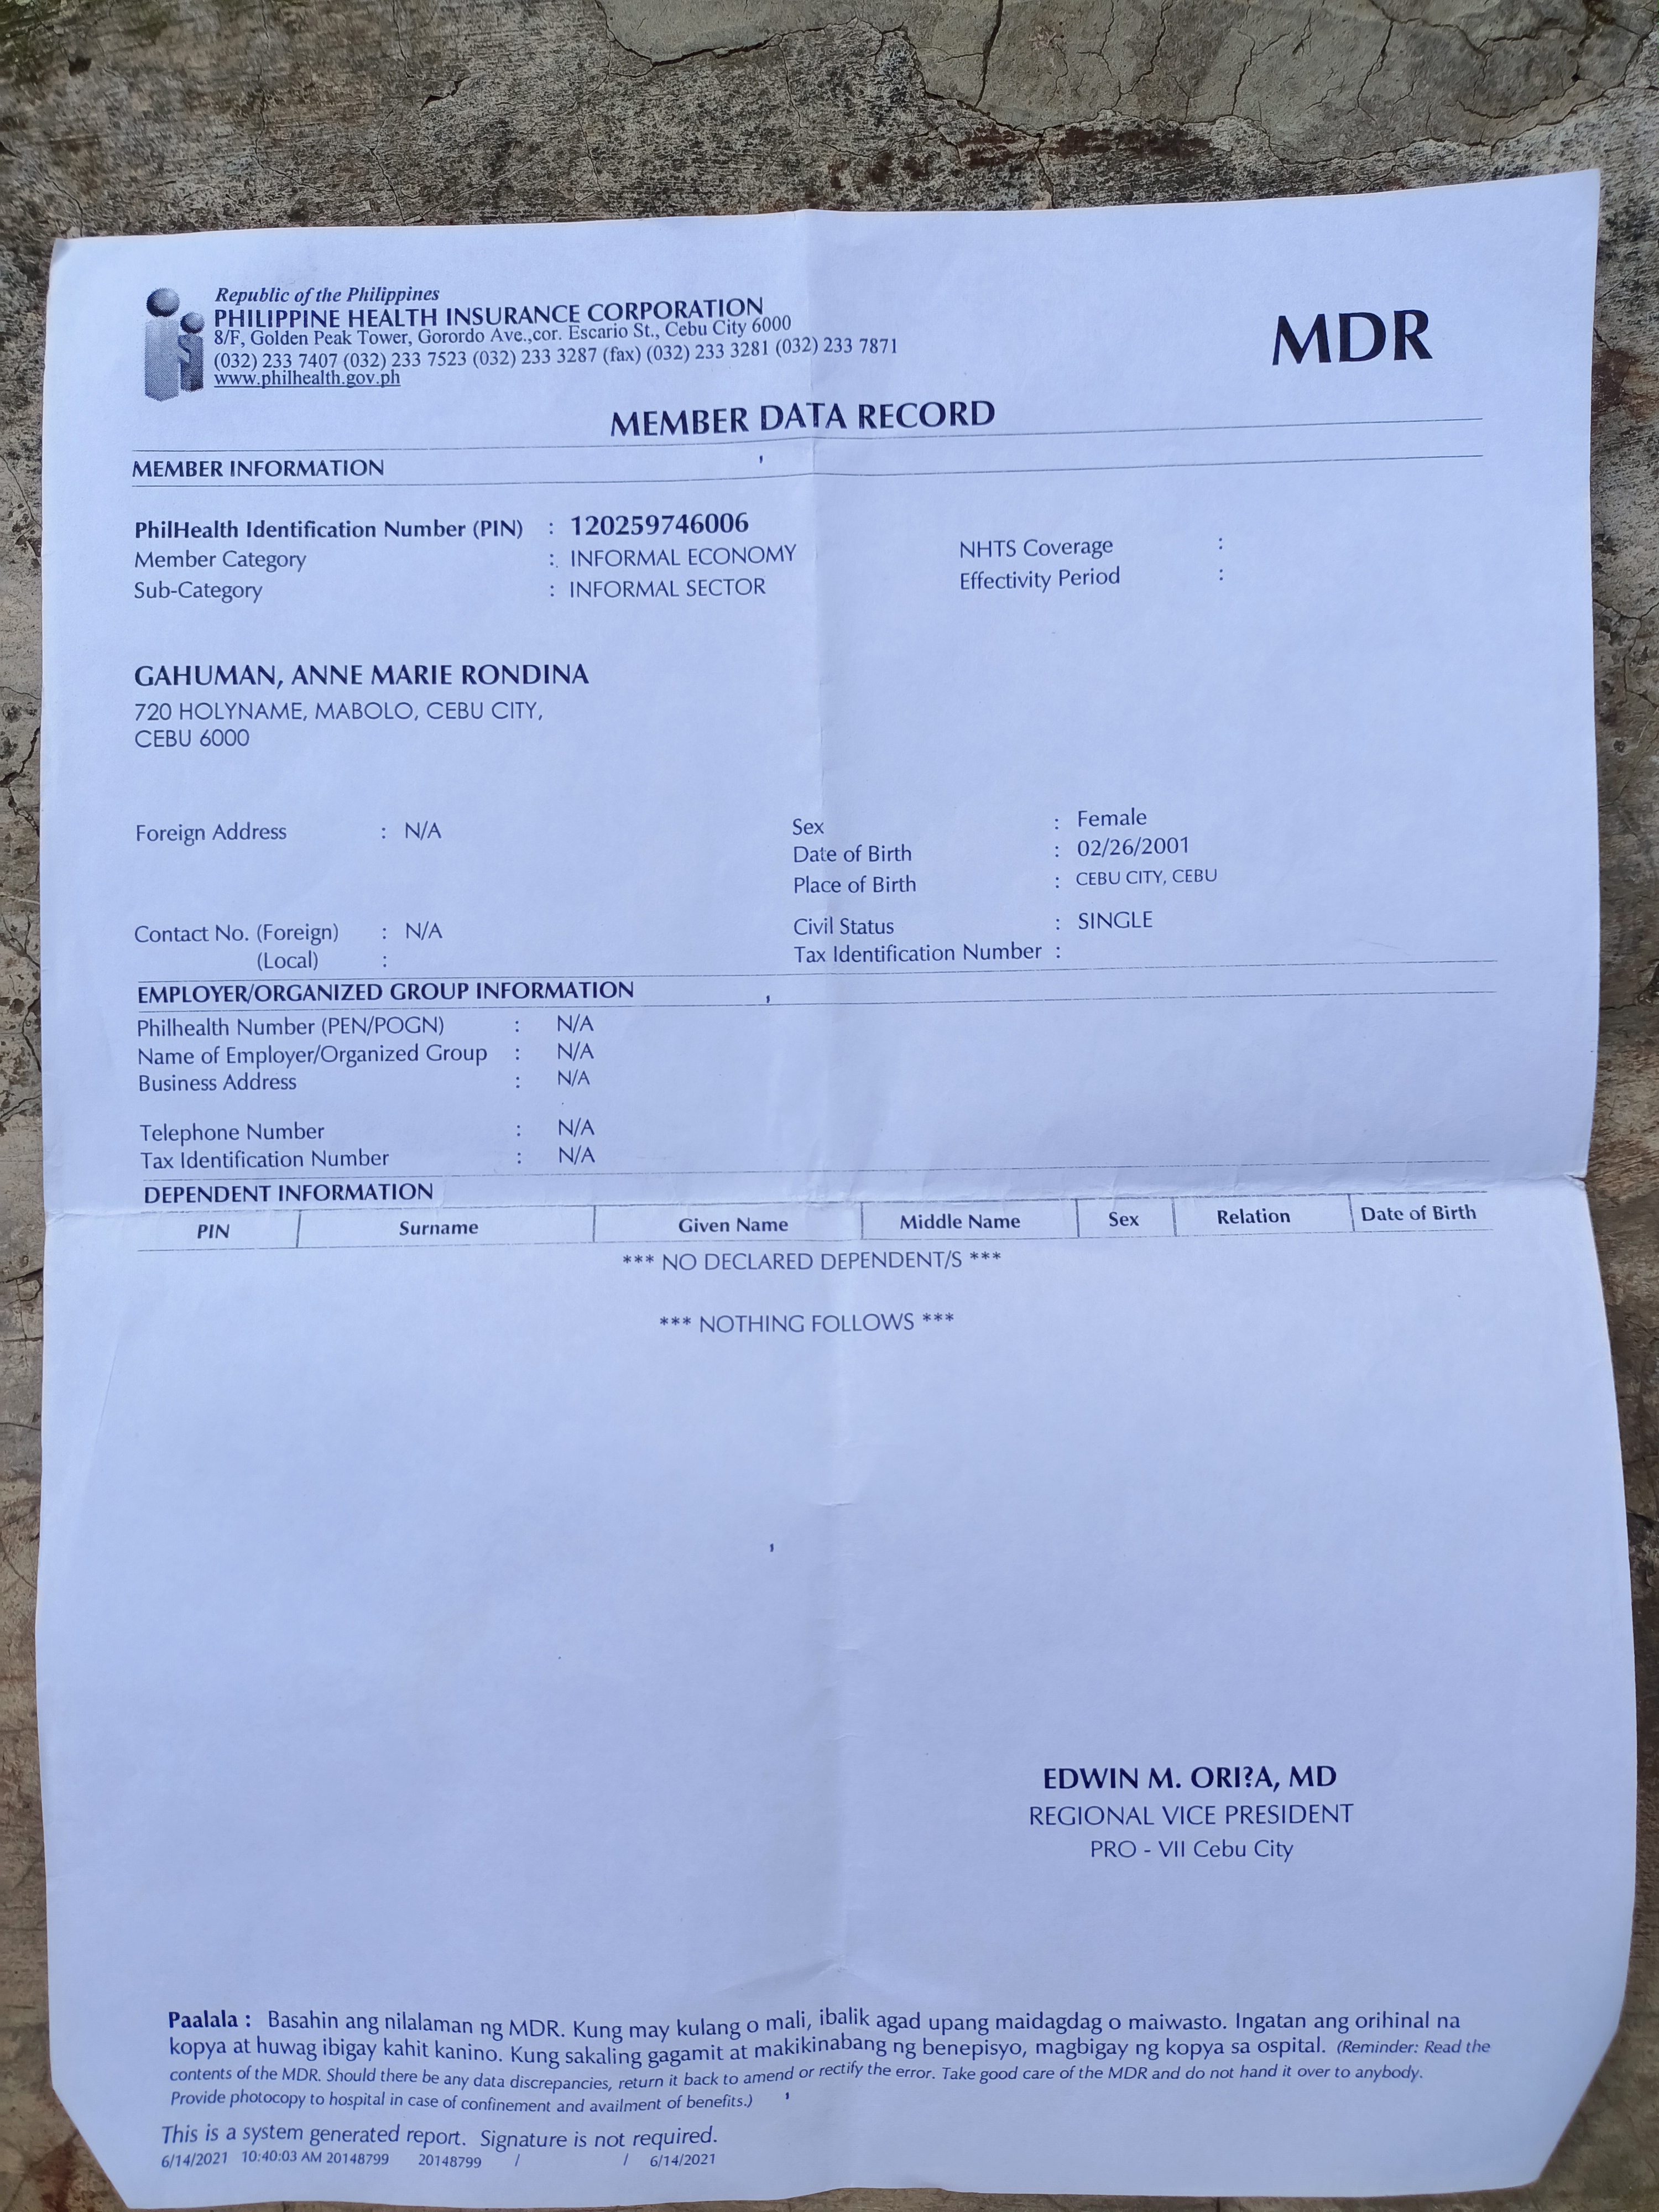 Republic of the Philippines
PHILIPPINE HEALTH INSURANCE CORPORATION
8/F, Golden Peak Tower, Gorordo Ave.,cor. Escario St., Cebu City 6000
(032) 233 7407 (032) 233 7523 (032) 233 3287 (fax) (032) 233 3281 (032) 233 7871
www.philhealth.gov.ph
MDR
MEMBER DATA RECORD
MEMBER INFORMATION
PhilHealth Identification Number (PIN) : 120259746006
Member Category : INFORMAL ECONOMY
NHTS Coverage :
Sub-Category : INFORMAL SECTOR
Effectivity Period :
GAHUMAN, ANNE MARIE RONDINA
720 HOLYNAME, MABOLO, CEBU CITY,
CEBU 6000
Foreign Address : N/A
Sex : Female
Date of Birth : 02/26/2001
Place of Birth : CEBU CITY, CEBU
Contact No. (Foreign) : N/A
Civil Status : SINGLE
(Local) :
Tax Identification Number :
EMPLOYER/ORGANIZED GROUP INFORMATION
Philhealth Number (PEN/POGN) : N/A
Name of Employer/Organized Group : N/A
Business Address : N/A
Telephone Number : N/A
Tax Identification Number : N/A
DEPENDENT INFORMATION
PIN Surname Given Name Middle Name Sex Relation Date of Birth
*** NO DECLARED DEPENDENT/S ***
*** NOTHING FOLLOWS ***
EDWIN M. ORI?A, MD
REGIONAL VICE PRESIDENT
PRO - VII Cebu City
Paalala : Basahin ang nilalaman ng MDR. Kung may kulang o mali, ibalik agad upang maidagdag o maiwasto. Ingatan ang orihinal na
kopya at huwag ibigay kahit kanino. Kung sakaling gagamit at makikinabang ng benepisyo, magbigay ng kopya sa ospital. (Reminder: Read the
contents of the MDR. Should there be any data discrepancies, return it back to amend or rectify the error. Take good care of the MDR and do not hand it over to anybody.
Provide photocopy to hospital in case of confinement and availment of benefits.)
This is a system generated report. Signature is not required.
6/14/2021 10:40:03 AM 20148799 20148799 / / 6/14/2021